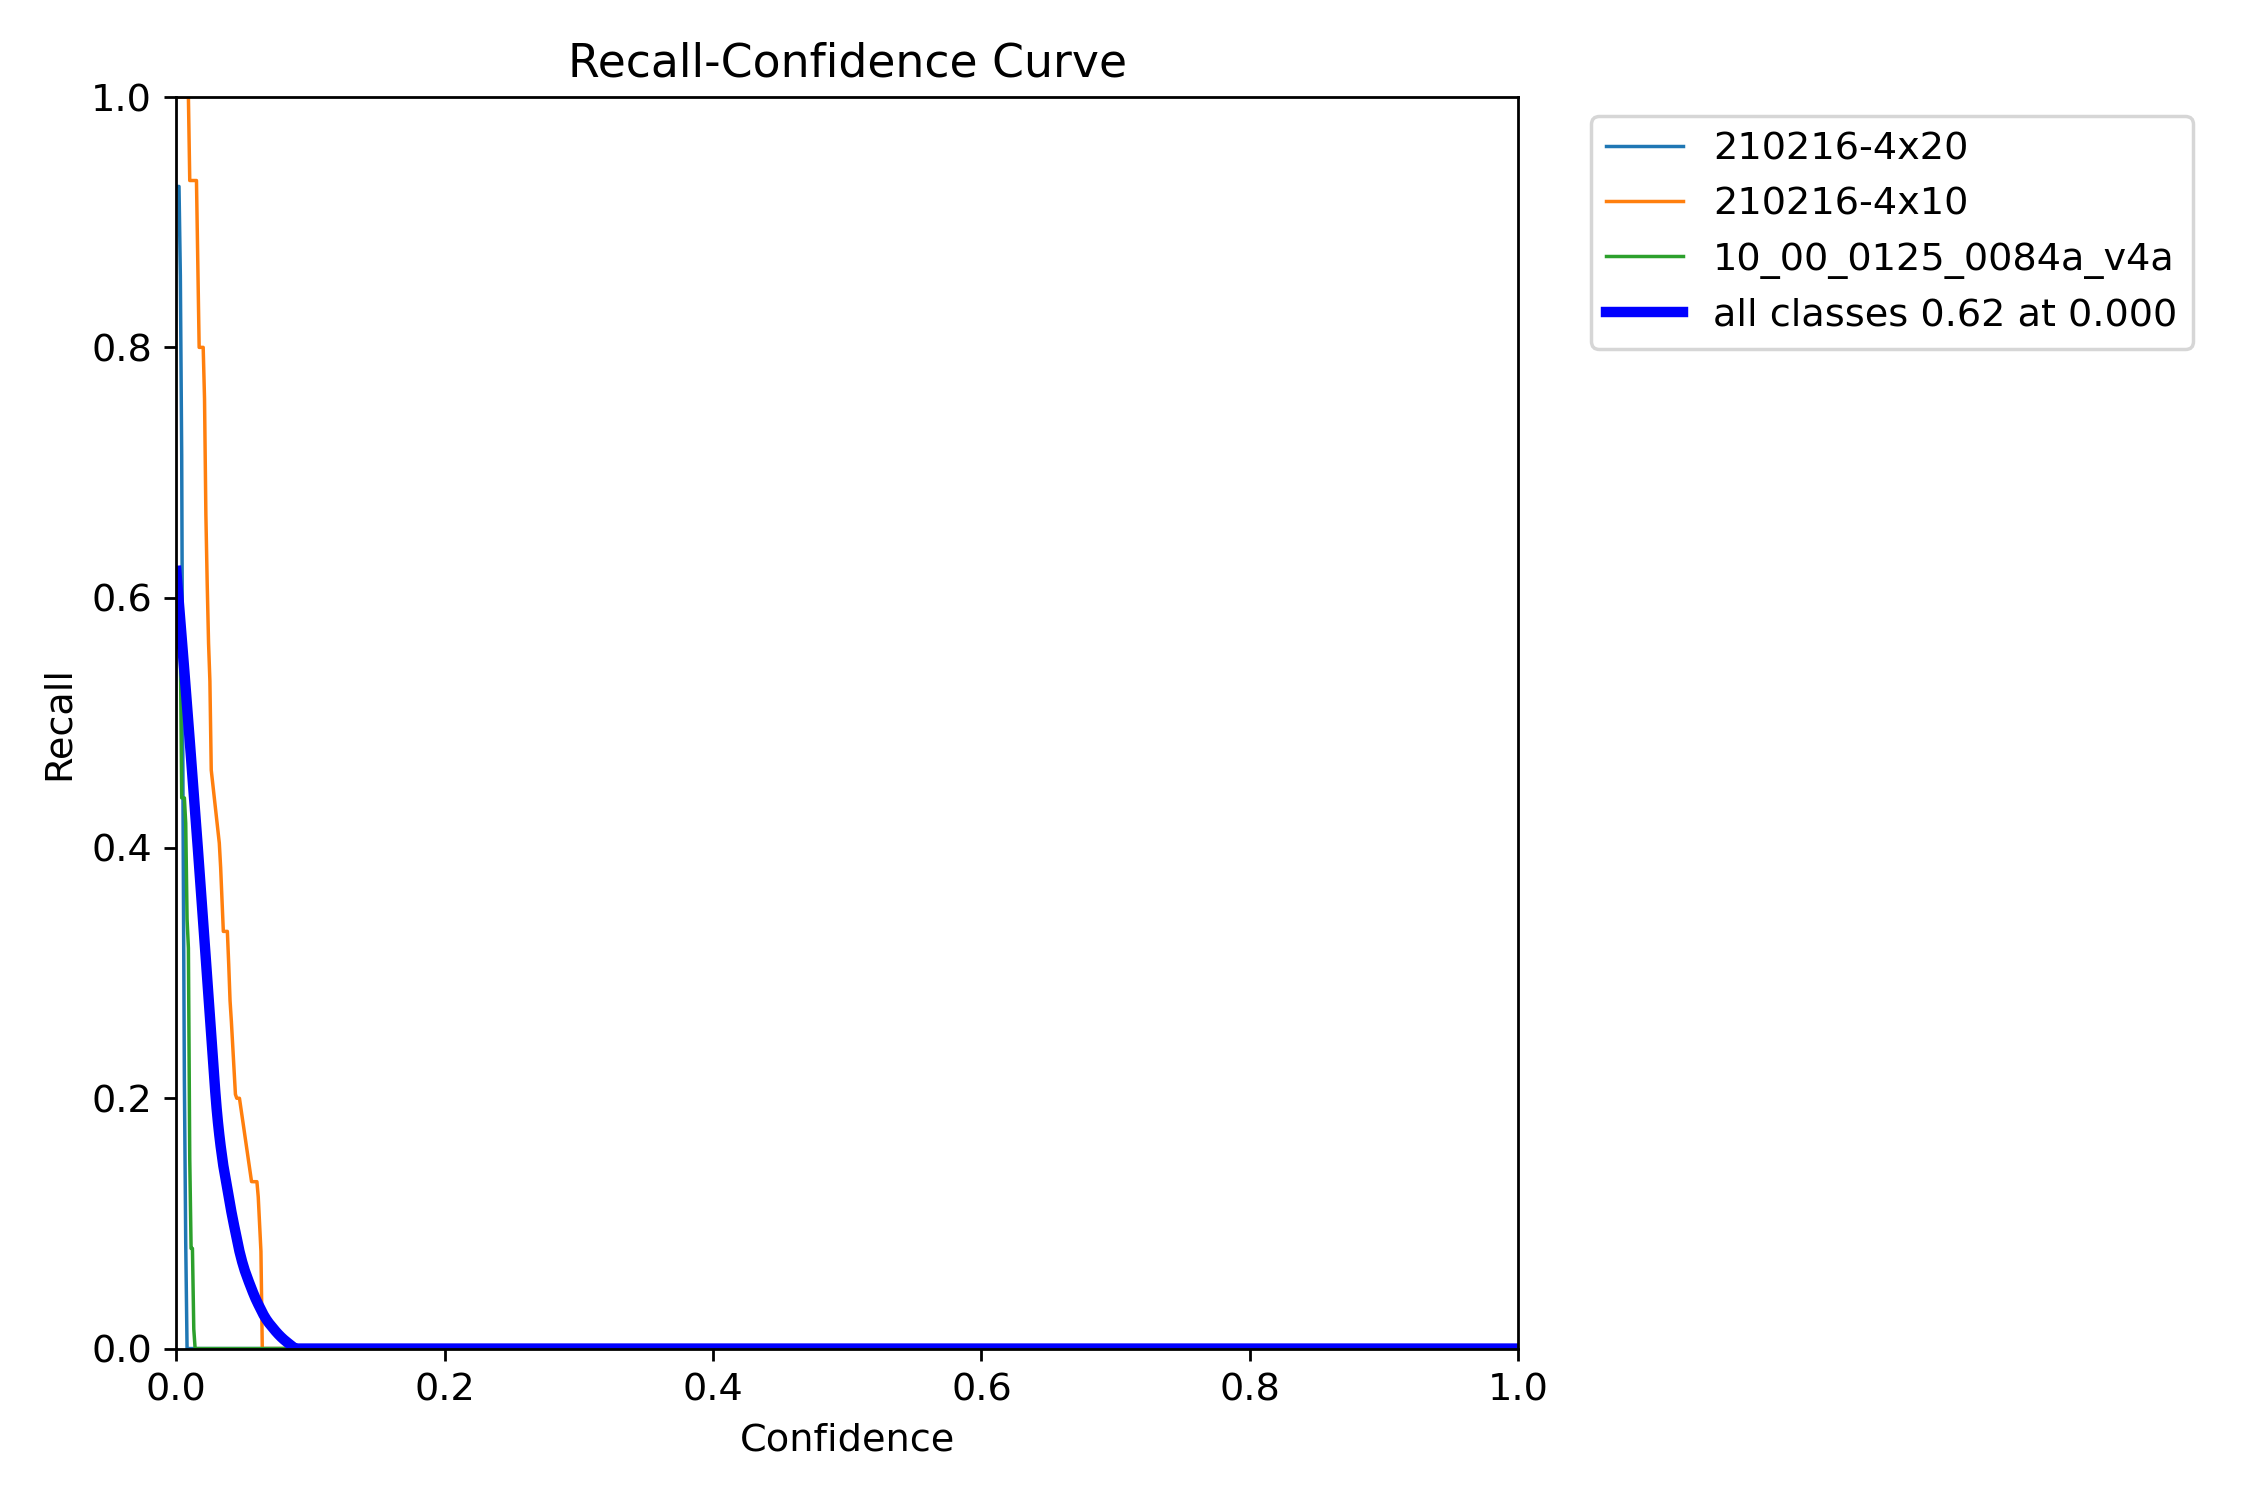 Recall-Confidence Curve
1.0
0.8
0.6
0.4
0.2
0.0
Recall
0.0 0.2 0.4 0.6 0.8 1.0
Confidence
210216-4x20
210216-4x10
10_00_0125_0084a_v4a
all classes 0.62 at 0.000